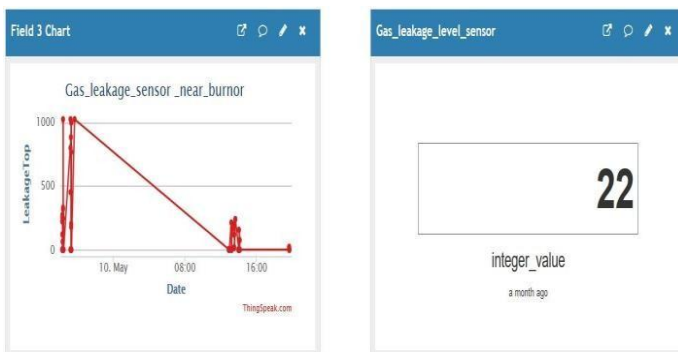 Field 3 Chart
Gas_leakage_sensor _near_burnor
LeakageTop
1000
500
0
10. May
08:00
16:00
Date
ThingSpeak.com
Gas_leakage_level_sensor
22
integer_value
a month ago